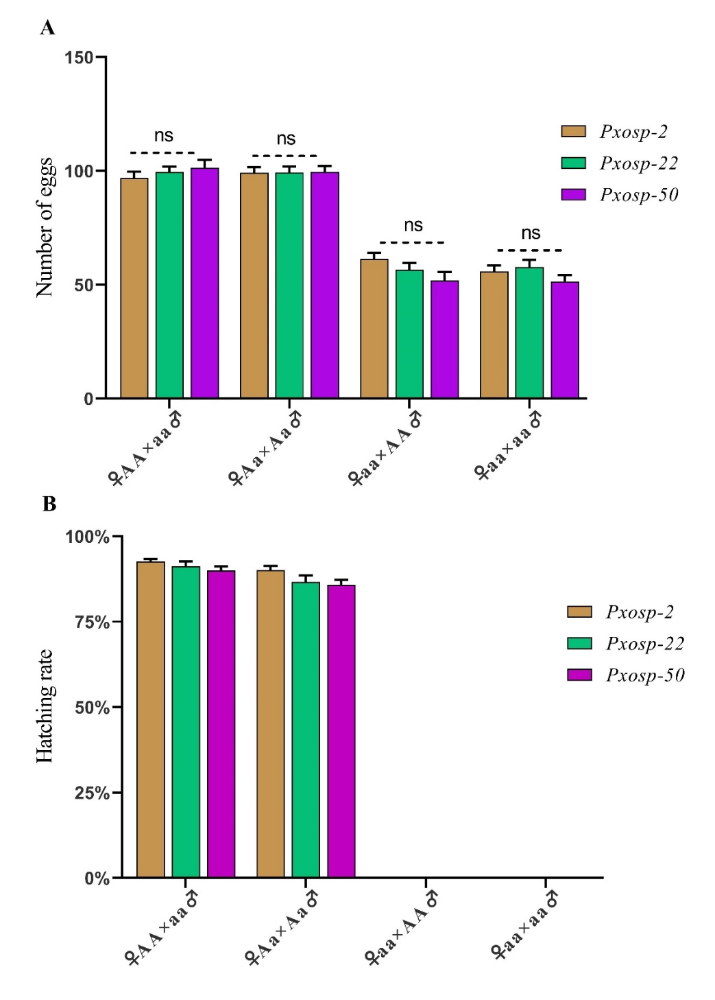 A
150
100
50
0
Number of eggs
ns
ns
ns
ns
Pxosp-2
Pxosp-22
Pxosp-50
♀AA×aa♂
♀Aa×Aa♂
♀aa×AA♂
♀aa×aa♂
B
100%
75%
50%
25%
0%
Hatching rate
Pxosp-2
Pxosp-22
Pxosp-50
♀AA×aa♂
♀Aa×Aa♂
♀aa×AA♂
♀aa×aa♂